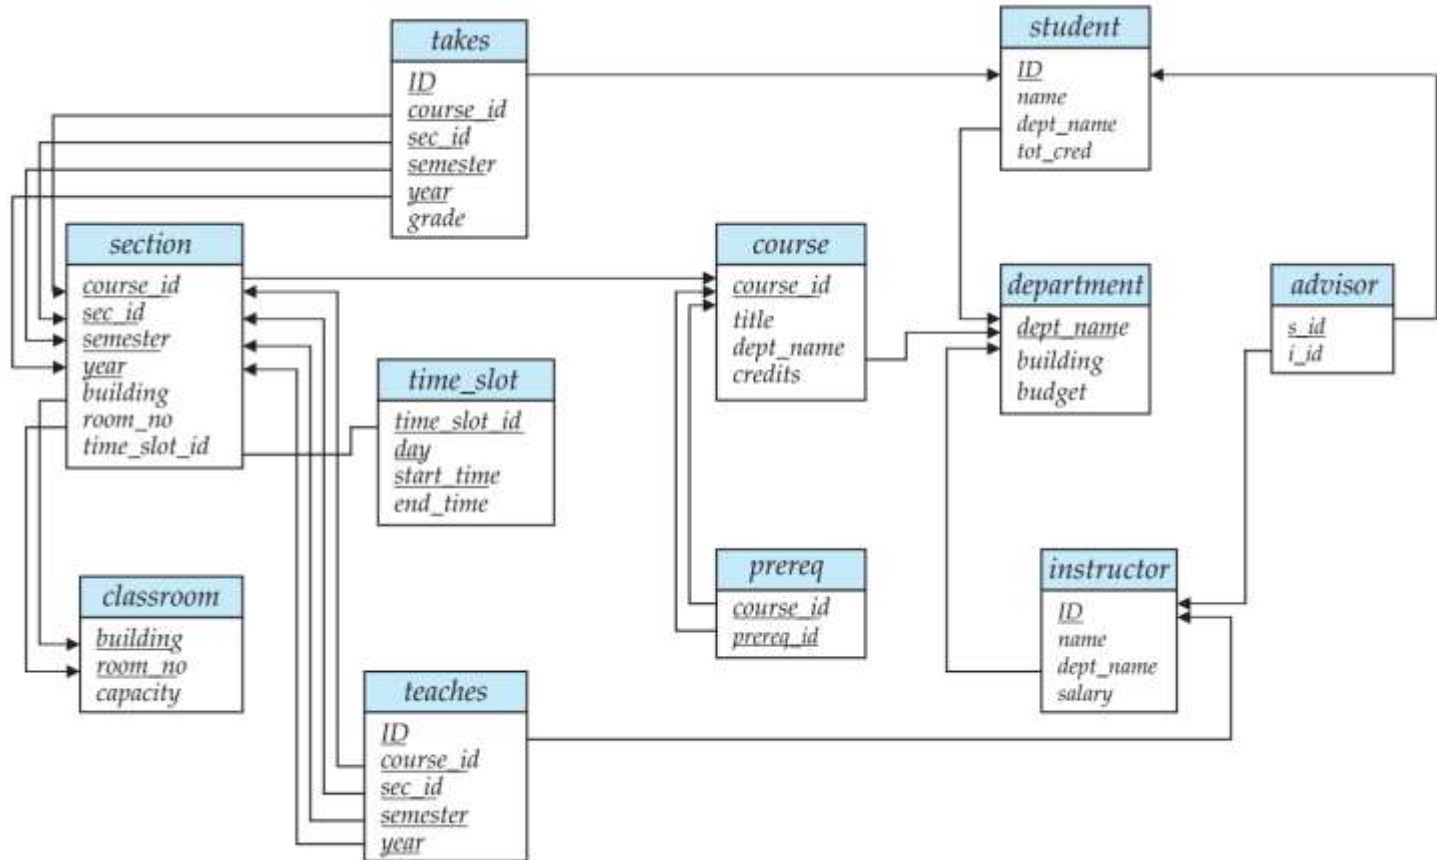 takes
ID
course_id
sec_id
semester
year
grade
student
ID
name
dept_name
tot_cred
section
course_id
sec_id
semester
year
building
room_no
time_slot_id
course
course_id
title
dept_name
credits
department
dept_name
building
budget
advisor
s_id
i_id
time_slot
time_slot_id
day
start_time
end_time
classroom
building
room_no
capacity
prereq
course_id
prereq_id
instructor
ID
name
dept_name
salary
teaches
ID
course_id
sec_id
semester
year